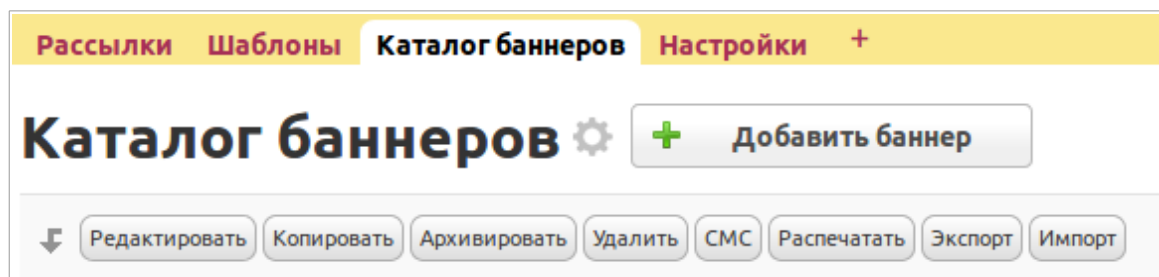 Рассылки Шаблоны Каталог баннеров Настройки +
Каталог баннеров Добавить баннер
Редактировать Копировать Архивировать Удалить СМС Распечатать Экспорт Импорт